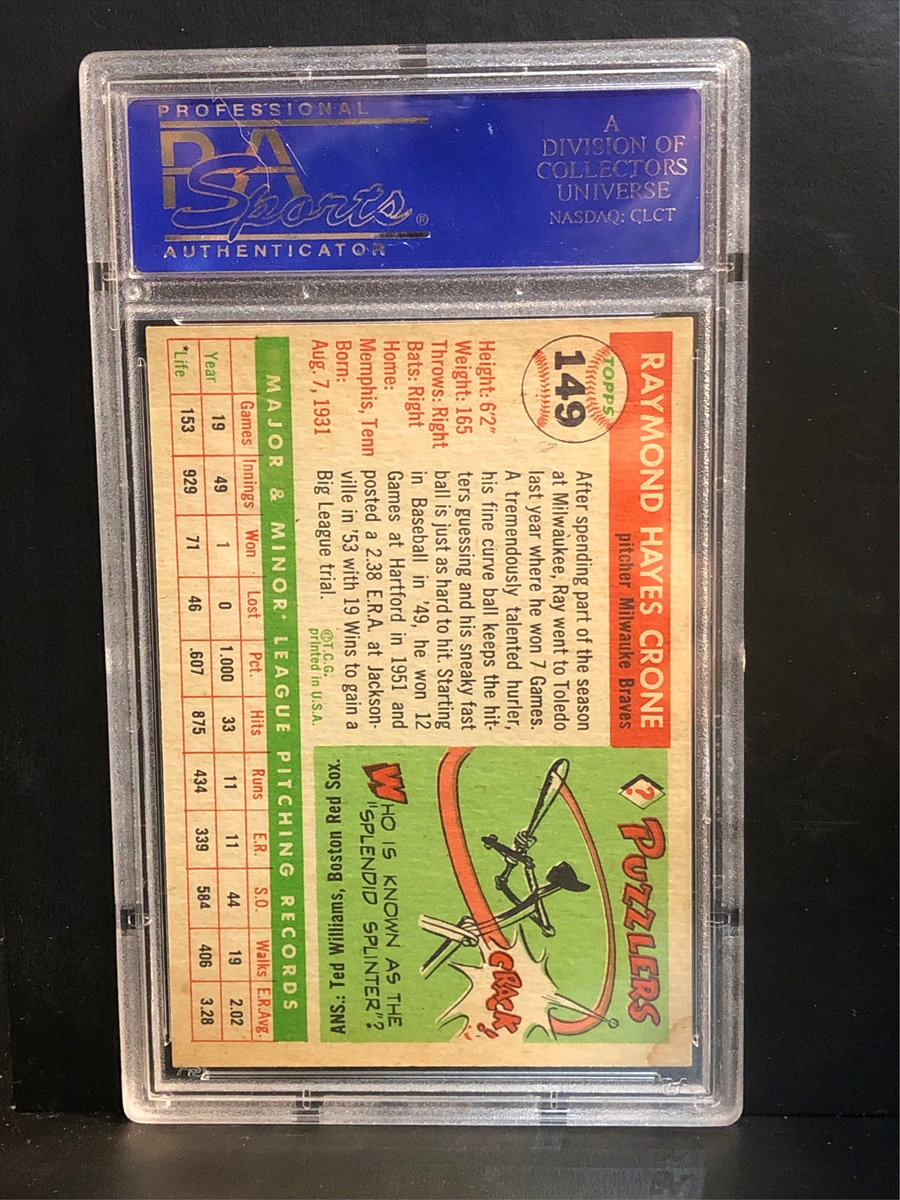 PROFESSIONAL
PSA
Sports®
AUTHENTICATOR
A
DIVISION OF
COLLECTORS
UNIVERSE
NASDAQ: CLCT
RAYMOND HAYES CRONE
pitcher Milwauke Braves
TOPPS
149
Height: 6'2"
Weight: 165
Throws: Right
Bats: Right
Home:
Memphis, Tenn
Born:
Aug. 7, 1931
After spending part of the season
at Milwaukee, Ray went to Toledo
last year where he won 7 Games.
A tremendously talented hurler,
his fine curve ball keeps the hit-
ters guessing and his sneaky fast
ball is just as hard to hit. Starting
in Baseball in '49, he won 12
Games at Hartford in 1951 and
posted a 2.38 E.R.A. at Jackson-
ville in '53 with 19 Wins to gain a
Big League trial.
©T.C.G.
printed in U.S.A.
? PUZZLERS
CRACK!
WHO IS KNOWN AS THE
"SPLENDID SPLINTER"?
ANS.: Ted Williams, Boston Red Sox.
MAJOR & MINOR* LEAGUE PITCHING RECORDS
Games Innings Won Lost Pct. Hits Runs E.R. S.O. Walks E.R.Avg.
Year 19 49 1 0 1.000 33 11 11 44 19 2.02
*Life 153 929 71 46 .607 875 434 339 584 406 3.28